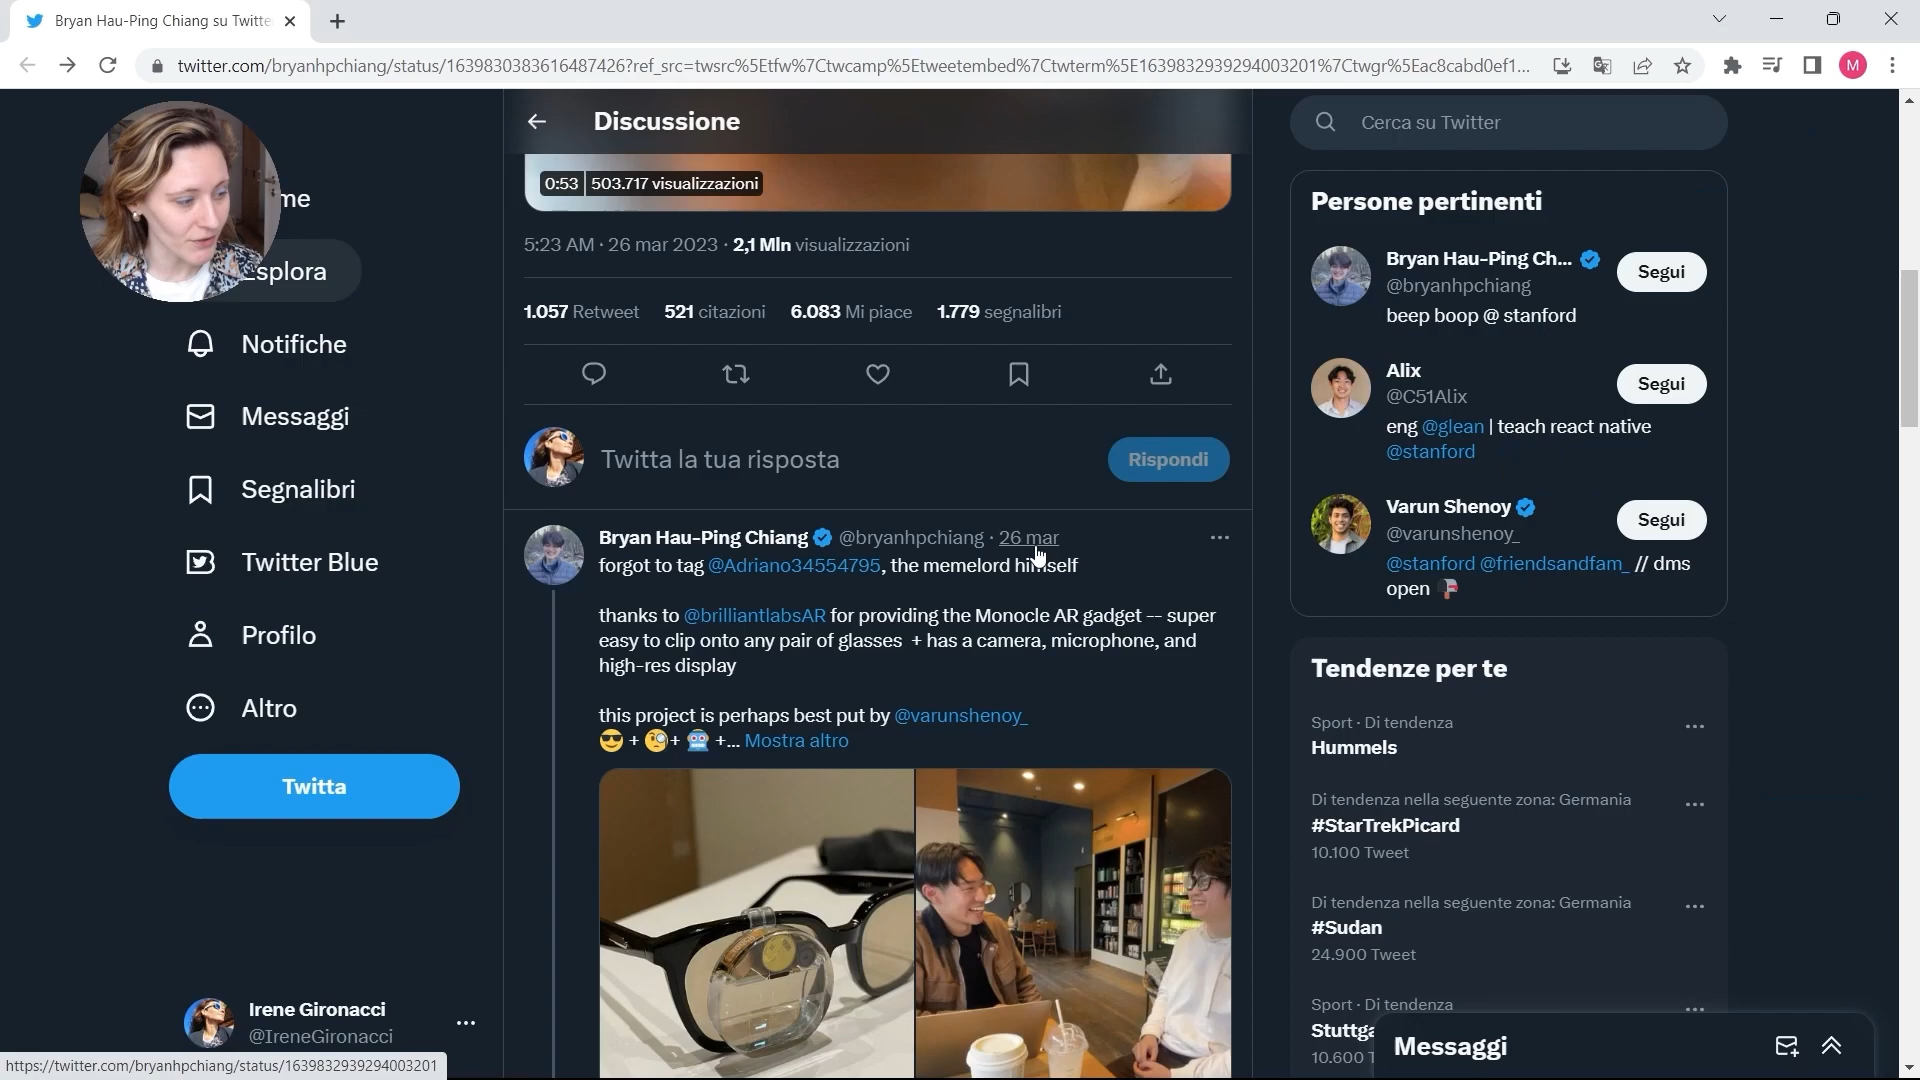 Bryan Hau-Ping Chiang su Twitte
twitter.com/bryanhpchiang/status/1639830383616487426?ref_src=twsrc%5Etfw%7Ctwcamp%5Etweetembed%7Ctwterm%5E1639832939294003201%7Ctwgr%5Eac8cabd0ef1...
M
me
Esplora
Notifiche
Messaggi
Segnalibri
Twitter Blue
Profilo
Altro
Twitta
Irene Gironacci
@IreneGironacci
https://twitter.com/bryanhpchiang/status/1639832939294003201
Discussione
0:53 503.717 visualizzazioni
5:23 AM · 26 mar 2023 · 2,1 Mln visualizzazioni
1.057 Retweet 521 citazioni 6.083 Mi piace 1.779 segnalibri
Twitta la tua risposta
Rispondi
Bryan Hau-Ping Chiang @bryanhpchiang · 26 mar
forgot to tag @Adriano34554795, the memelord himself
thanks to @brilliantlabsAR for providing the Monocle AR gadget -- super
easy to clip onto any pair of glasses + has a camera, microphone, and
high-res display
this project is perhaps best put by @varunshenoy_
😎 + 🧐+ 🤖 +... Mostra altro
Cerca su Twitter
Persone pertinenti
Bryan Hau-Ping Ch...
@bryanhpchiang
Segui
beep boop @ stanford
Alix
@C51Alix
Segui
eng @glean | teach react native
@stanford
Varun Shenoy
@varunshenoy_
Segui
@stanford @friendsandfam_ // dms
open 📭
Tendenze per te
Sport · Di tendenza
Hummels
Di tendenza nella seguente zona: Germania
#StarTrekPicard
10.100 Tweet
Di tendenza nella seguente zona: Germania
#Sudan
24.900 Tweet
Sport · Di tendenza
Stuttga
10.600 T
Messaggi